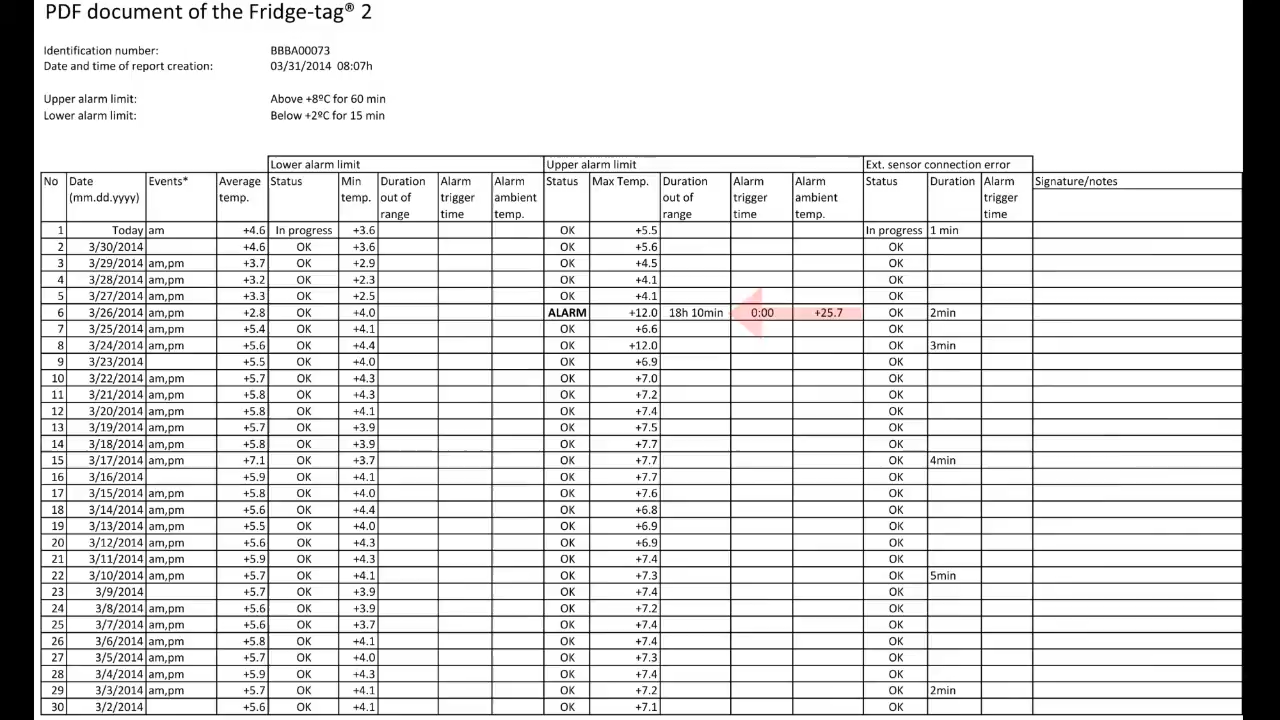 PDF document of the Fridge-tag® 2
Identification number: BBBA00073
Date and time of report creation: 03/31/2014 08:07h
Upper alarm limit: Above +8ºC for 60 min
Lower alarm limit: Below +2ºC for 15 min
Lower alarm limit Upper alarm limit Ext. sensor connection error
No Date Events* Average Status Min Duration Alarm Alarm Status Max Temp. Duration Alarm Alarm Status Duration Alarm Signature/notes
(mm.dd.yyyy) temp. temp. out of trigger ambient out of trigger ambient trigger
range time temp. range time temp. time
1 Today am +4.6 In progress +3.6 OK +5.5 In progress 1 min
2 3/30/2014 +4.6 OK +3.6 OK +5.6 OK
3 3/29/2014 am,pm +3.7 OK +2.9 OK +4.5 OK
4 3/28/2014 am,pm +3.2 OK +2.3 OK +4.1 OK
5 3/27/2014 am,pm +3.3 OK +2.5 OK +4.1 OK
6 3/26/2014 am,pm +2.8 OK +4.0 ALARM +12.0 18h 10min 0:00 +25.7 OK 2min
7 3/25/2014 am,pm +5.4 OK +4.1 OK +6.6 OK
8 3/24/2014 am,pm +5.6 OK +4.4 OK +12.0 OK 3min
9 3/23/2014 +5.5 OK +4.0 OK +6.9 OK
10 3/22/2014 am,pm +5.7 OK +4.3 OK +7.0 OK
11 3/21/2014 am,pm +5.8 OK +4.3 OK +7.2 OK
12 3/20/2014 am,pm +5.8 OK +4.1 OK +7.4 OK
13 3/19/2014 am,pm +5.7 OK +3.9 OK +7.5 OK
14 3/18/2014 am,pm +5.8 OK +3.9 OK +7.7 OK
15 3/17/2014 am,pm +7.1 OK +3.7 OK +7.7 OK 4min
16 3/16/2014 +5.9 OK +4.1 OK +7.7 OK
17 3/15/2014 am,pm +5.8 OK +4.0 OK +7.6 OK
18 3/14/2014 am,pm +5.6 OK +4.4 OK +6.8 OK
19 3/13/2014 am,pm +5.5 OK +4.0 OK +6.9 OK
20 3/12/2014 am,pm +5.6 OK +4.3 OK +6.9 OK
21 3/11/2014 am,pm +5.9 OK +4.3 OK +7.4 OK
22 3/10/2014 am,pm +5.7 OK +4.1 OK +7.3 OK 5min
23 3/9/2014 +5.7 OK +3.9 OK +7.4 OK
24 3/8/2014 am,pm +5.6 OK +3.9 OK +7.2 OK
25 3/7/2014 am,pm +5.6 OK +3.7 OK +7.4 OK
26 3/6/2014 am,pm +5.8 OK +4.1 OK +7.4 OK
27 3/5/2014 am,pm +5.7 OK +4.0 OK +7.3 OK
28 3/4/2014 am,pm +5.9 OK +4.3 OK +7.4 OK
29 3/3/2014 am,pm +5.7 OK +4.1 OK +7.2 OK 2min
30 3/2/2014 +5.6 OK +4.1 OK +7.1 OK